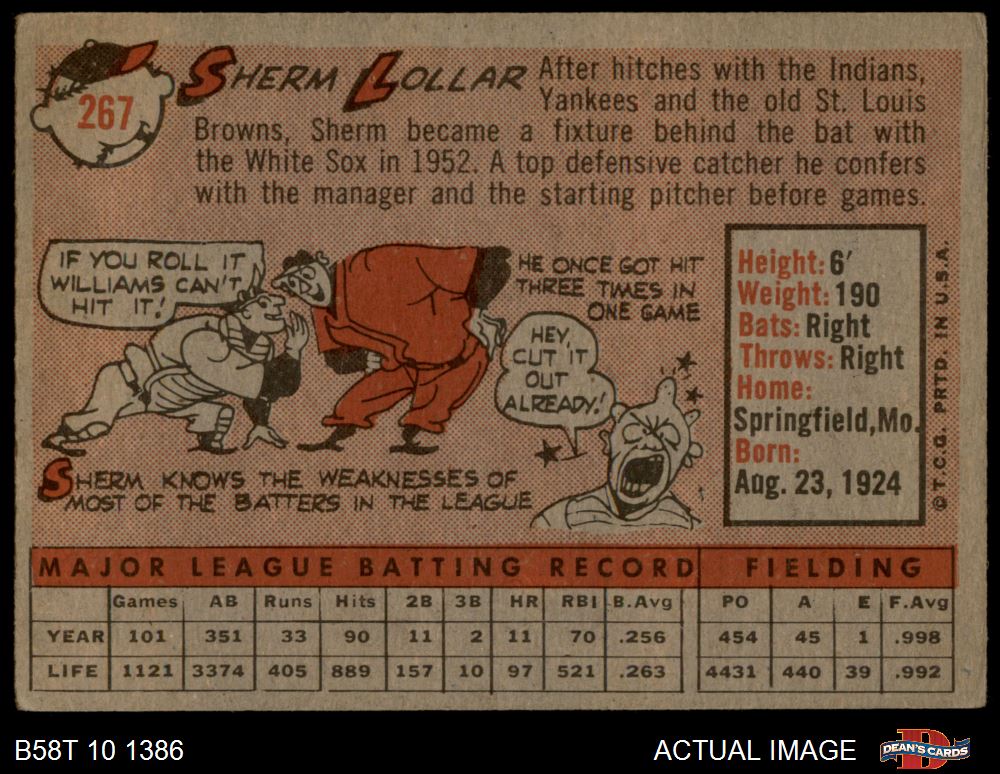 267
SHERM LOLLAR
After hitches with the Indians,
Yankees and the old St. Louis
Browns, Sherm became a fixture behind the bat with
the White Sox in 1952. A top defensive catcher he confers
with the manager and the starting pitcher before games.
IF YOU ROLL IT
WILLIAMS CAN'T
HIT IT!
HE ONCE GOT HIT
THREE TIMES IN
ONE GAME
HEY,
CUT IT
OUT
ALREADY!
SHERM KNOWS THE WEAKNESSES OF
MOST OF THE BATTERS IN THE LEAGUE
Height: 6'
Weight: 190
Bats: Right
Throws: Right
Home:
Springfield, Mo.
Born:
Aug. 23, 1924
© T.C.G. PRTD. IN U.S.A.
MAJOR LEAGUE BATTING RECORD FIELDING
Games AB Runs Hits 2B 3B HR RBI B.Avg PO A E F.Avg
YEAR 101 351 33 90 11 2 11 70 .256 454 45 1 .998
LIFE 1121 3374 405 889 157 10 97 521 .263 4431 440 39 .992
B58T 10 1386
ACTUAL IMAGE
DEAN'S CARDS